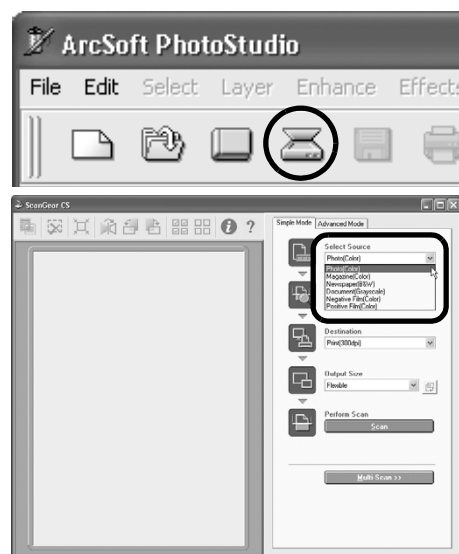 ArcSoft PhotoStudio
File Edit Select Layer Enhance Effects
ScanGear CS
Simple Mode Advanced Mode
Select Source
Photo(Color)
Photo(Color)
Magazine(Color)
Newspaper(B&W)
Document(Grayscale)
Negative Film(Color)
Positive Film(Color)
Destination
Print(300dpi)
Output Size
Flexible
Perform Scan
Scan
Multi Scan >>